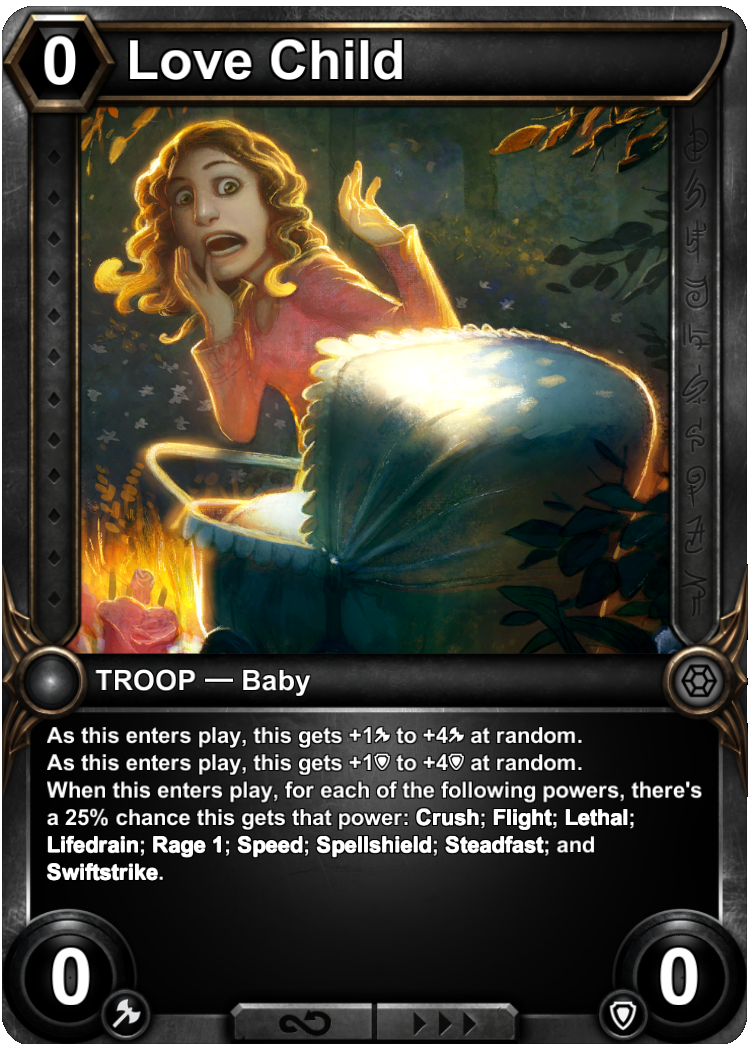 0 Love Child
TROOP — Baby
As this enters play, this gets +1 to +4 at random.
As this enters play, this gets +1 to +4 at random.
When this enters play, for each of the following powers, there's
a 25% chance this gets that power: Crush; Flight; Lethal;
Lifedrain; Rage 1; Speed; Spellshield; Steadfast; and
Swiftstrike.
0 0